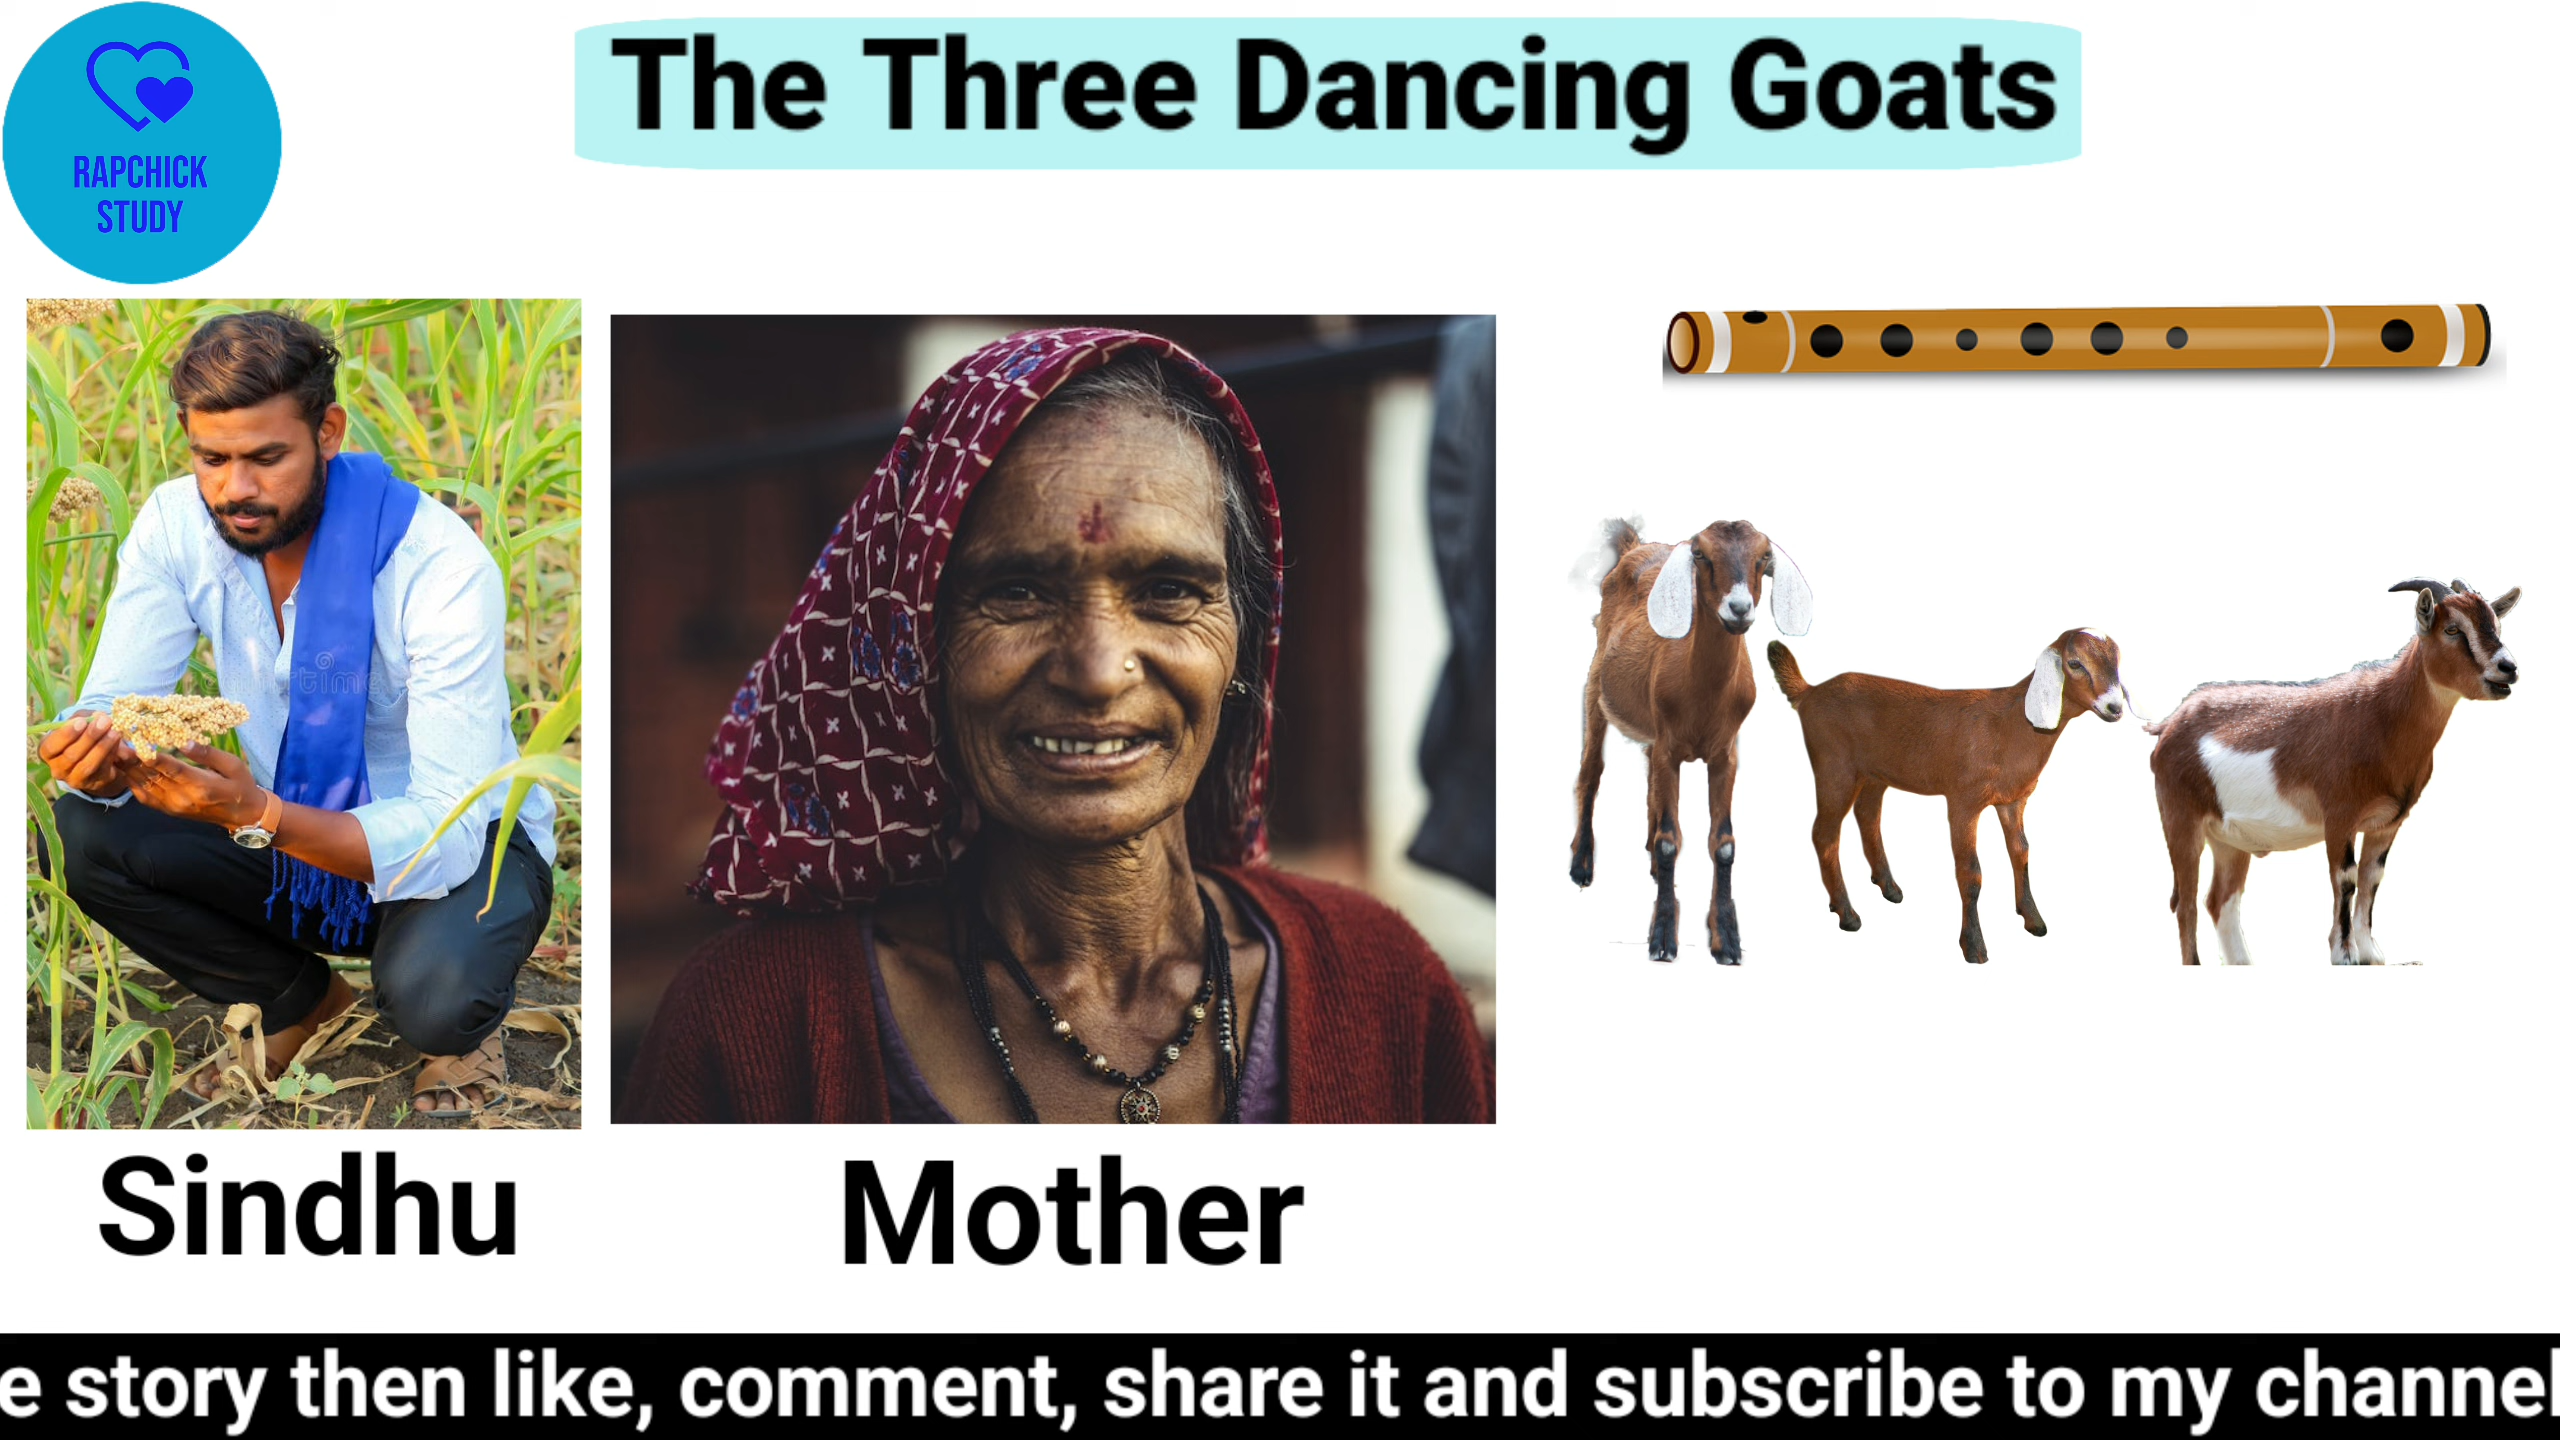 RAPCHICK
STUDY
The Three Dancing Goats
Sindhu
Mother
e story then like, comment, share it and subscribe to my channel